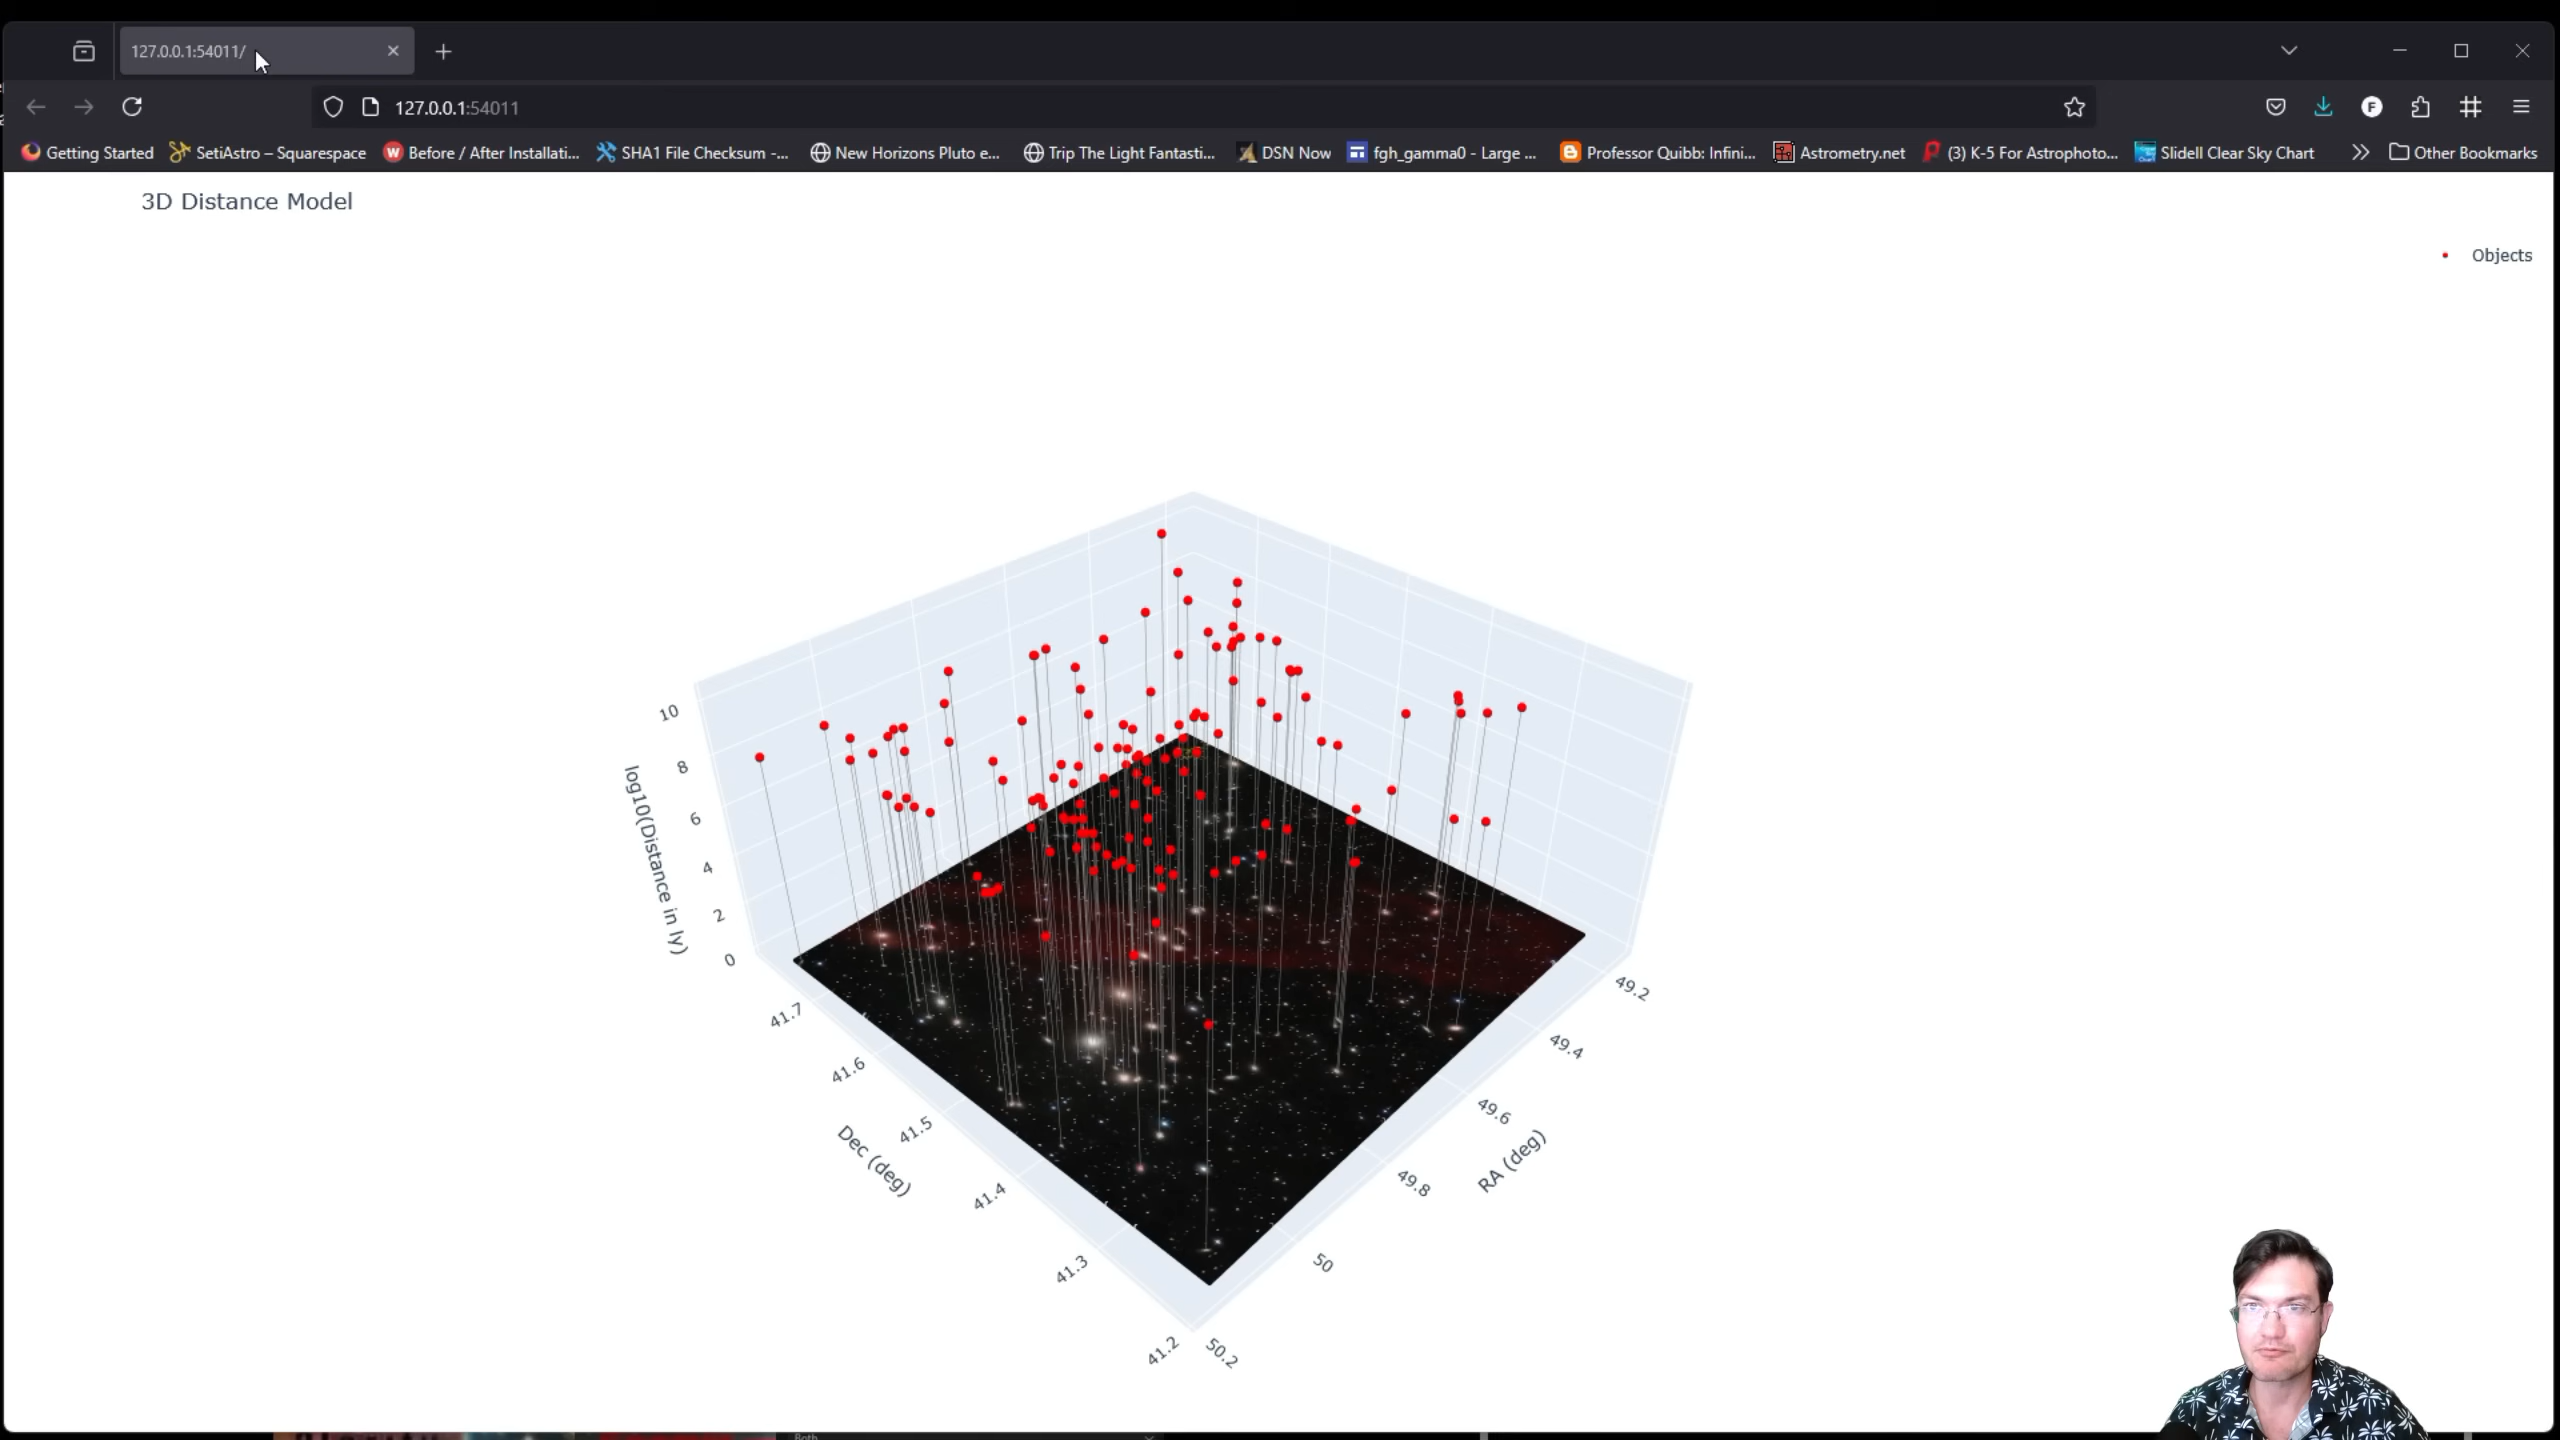 127.0.0.1:54011/
127.0.0.1:54011
Getting Started
SetiAstro – Squarespace
Before / After Installati...
SHA1 File Checksum -...
New Horizons Pluto e...
Trip The Light Fantasti...
DSN Now
fgh_gamma0 - Large ...
Professor Quibb: Infini...
Astrometry.net
(3) K-5 For Astrophoto...
Slidell Clear Sky Chart
Other Bookmarks
3D Distance Model
Objects
10
8
6
4
2
0
log10(Distance in ly)
41.7
41.6
41.5
41.4
41.3
41.2
Dec (deg)
49.2
49.4
49.6
49.8
50
50.2
RA (deg)
Both